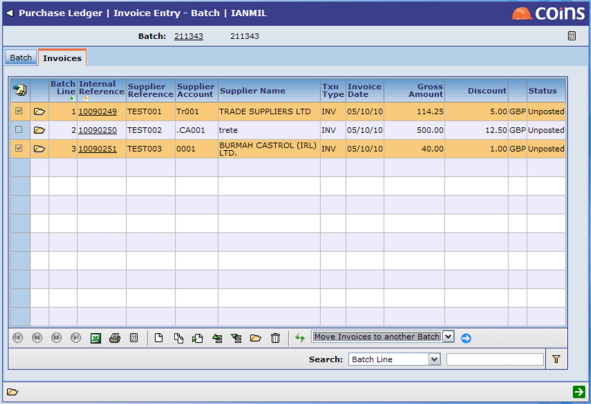 Purchase Ledger | Invoice Entry - Batch | IANMIL
coins
Batch: 211343 211343
Batch Invoices
Batch Line Internal Reference Supplier Reference Supplier Account Supplier Name Txn Type Invoice Date Gross Amount Discount Status
1 10090249 TEST001 Tr001 TRADE SUPPLIERS LTD INV 05/10/10 114.25 5.00 GBP Unposted
2 10090250 TEST002 .CA001 trete INV 05/10/10 500.00 12.50 GBP Unposted
3 10090251 TEST003 0001 BURMAH CASTROL (IRL) LTD. INV 05/10/10 40.00 1.00 GBP Unposted
Move Invoices to another Batch
Search: Batch Line